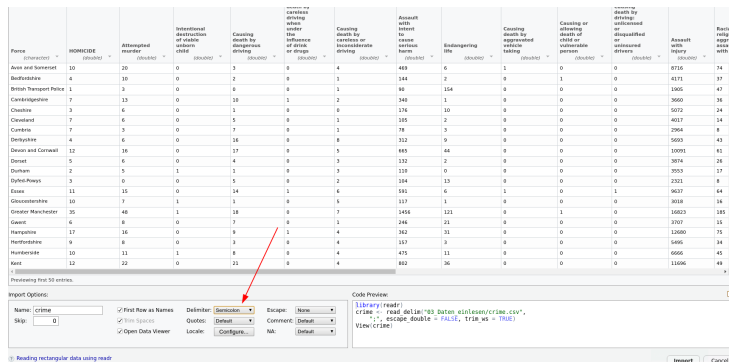 death by
careless
driving
when
under
the
influence
of drink
or drugs
Assault
with
intent
to
cause
serious
harm
causing
death by
driving:
unlicensed
or
disqualified
or
uninsured
drivers
Intentional
destruction
of viable
unborn
child
Causing
death by
dangerous
driving
Causing
death by
careless or
inconsiderate
driving
Causing
death by
aggravated
vehicle
taking
Causing or
allowing
death of
child or
vulnerable
person
Force HOMICIDE Attempted murder Endangering life Assault with injury
(character) (double) (double) (double) (double) (double) (double) (double) (double) (double) (double) (double) (double)
Avon and Somerset 10 20 0 3 0 4 469 6 1 0 0 8716 74
Bedfordshire 4 10 0 2 0 1 144 2 0 1 0 4171 37
British Transport Police 1 3 0 0 0 1 90 154 0 0 0 1905 47
Cambridgeshire 7 13 0 10 1 2 340 1 0 0 0 3660 36
Cheshire 3 6 0 1 0 0 176 10 0 0 0 5072 24
Cleveland 7 6 0 5 0 1 105 2 0 0 0 4017 14
Cumbria 7 3 0 7 0 1 78 3 0 0 0 2964 8
Derbyshire 4 6 0 16 0 8 312 9 0 0 0 5693 43
Devon and Cornwall 12 16 0 17 0 5 665 44 0 0 0 10091 61
Dorset 5 6 0 4 0 3 132 2 0 0 0 3874 26
Durham 2 5 1 1 0 3 110 0 0 0 0 3553 17
Dyfed-Powys 3 0 0 5 0 2 104 13 0 0 0 2321 8
Essex 11 15 0 14 1 6 591 6 1 0 1 9637 64
Gloucestershire 10 7 1 1 0 5 117 1 0 0 0 3018 16
Greater Manchester 35 48 1 18 0 7 1456 121 0 1 0 16823 185
Gwent 6 8 0 7 0 1 246 21 0 0 0 3707 15
Hampshire 17 16 0 9 1 4 362 31 0 0 0 12680 75
Hertfordshire 9 8 0 3 0 4 157 3 0 0 0 5495 34
Humberside 10 11 1 8 0 4 475 11 0 0 0 6666 45
Kent 12 22 0 21 0 4 802 36 0 0 0 11696 49
Previewing first 50 entries.
Import Options:
Name: crime
Skip: 0
First Row as Names
Trim Spaces
Open Data Viewer
Delimiter: Semicolon
Quotes: Default
Locale: Configure...
Escape: None
Comment: Default
NA: Default
Code Preview:
library(readr)
crime <- read_delim("03_Daten_einlesen/crime.csv",
";", escape_double = FALSE, trim_ws = TRUE)
View(crime)
Reading rectangular data using readr
Import Cancel